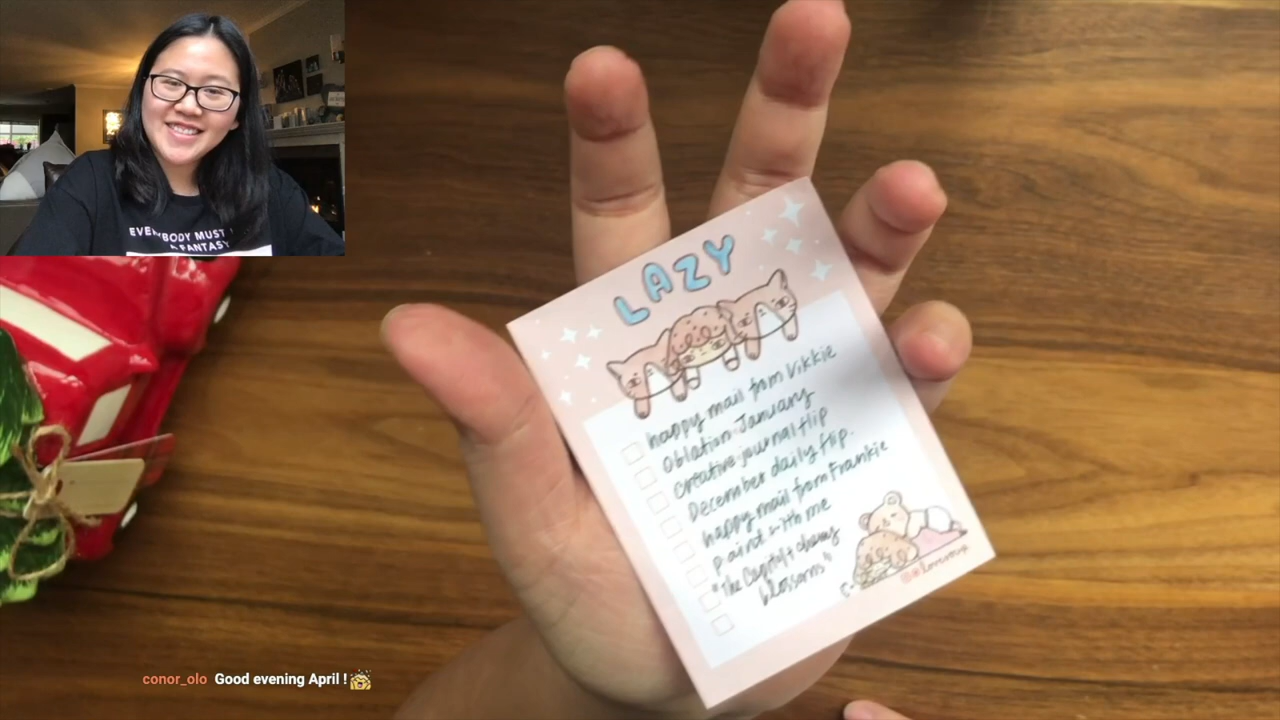 EVERYBODY MUST
A FANTASY
LAZY
happy mail from Vikkie
Oblation January
creative journal flip
December daily flip.
happy mail from Frankie
paint with me
"The Capitol + cherry
blossoms"
conor_olo Good evening April !